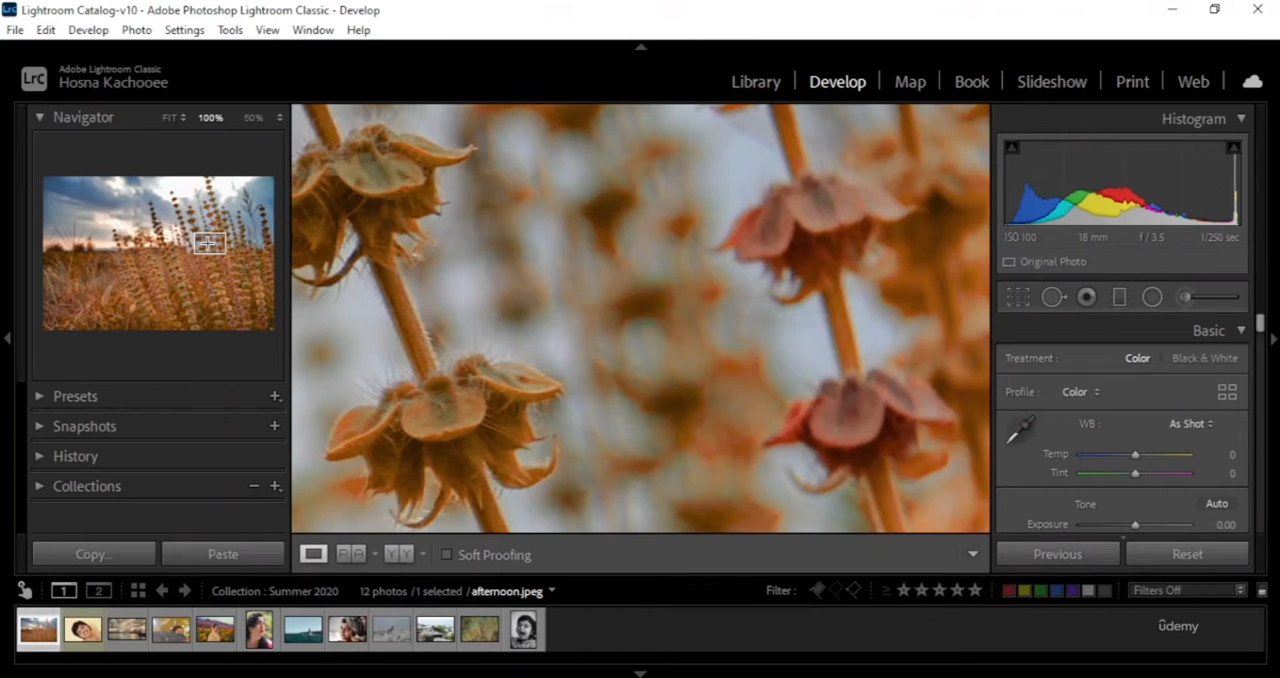 Lrc Lightroom Catalog-v10 - Adobe Photoshop Lightroom Classic - Develop
File Edit Develop Photo Settings Tools View Window Help
LrC Adobe Lightroom Classic
Hosna Kachooee
Library | Develop | Map | Book | Slideshow | Print | Web |
Navigator FIT 100% 50%
Histogram
ISO 100 18 mm f / 3.5 1/250 sec
Original Photo
Basic
Treatment : Color Black & White
Profile : Color
WB : As Shot
Temp 0
Tint 0
Tone Auto
Exposure 0.00
Presets
Snapshots
History
Collections
Copy... Paste
R A Y Y Soft Proofing
Previous Reset
1 2 Collection : Summer 2020 12 photos / 1 selected / afternoon.jpeg
Filter : ≥ ★★★★★ Filters Off
ûdemy